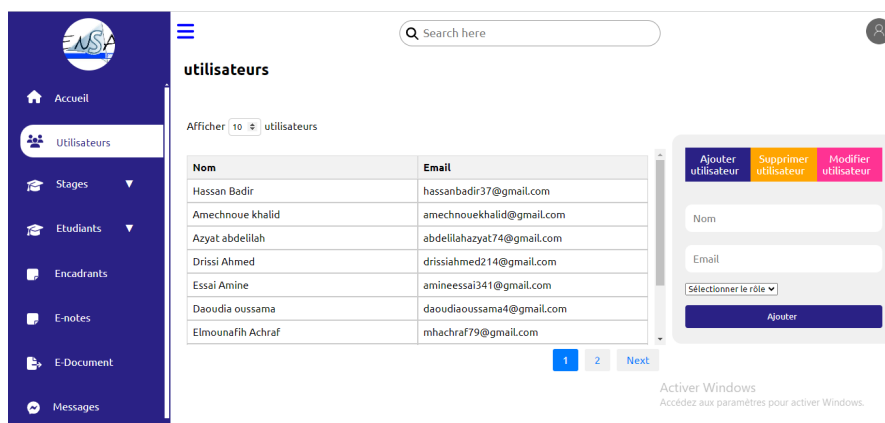 ENSA
Search here
utilisateurs
Accueil
Utilisateurs
Stages ▼
Etudiants ▼
Encadrants
E-notes
E-Document
Messages
Afficher 10 utilisateurs
Nom Email
Hassan Badir hassanbadir37@gmail.com
Amechnoue khalid amechnouekhalid@gmail.com
Azyat abdelilah abdelilahazyat74@gmail.com
Drissi Ahmed drissiahmed214@gmail.com
Essai Amine amineessai341@gmail.com
Daoudia oussama daoudiaoussama4@gmail.com
Elmounafih Achraf mhachraf79@gmail.com
1 2 Next
Ajouter utilisateur
Supprimer utilisateur
Modifier utilisateur
Nom
Email
Sélectionner le rôle
Ajouter
Activer Windows
Accédez aux paramètres pour activer Windows.